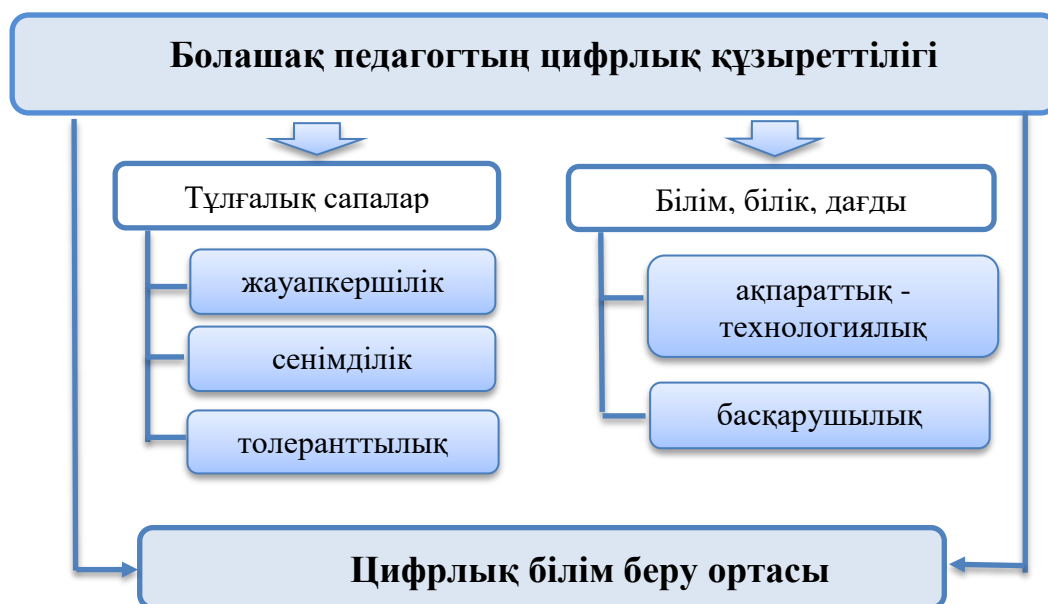 Болашақ педагогтың цифрлық құзыреттілігі
Тұлғалық сапалар
жауапкершілік
сенімділік
толеранттылық
Білім, білік, дағды
ақпараттық -
технологиялық
басқарушылық
Цифрлық білім беру ортасы